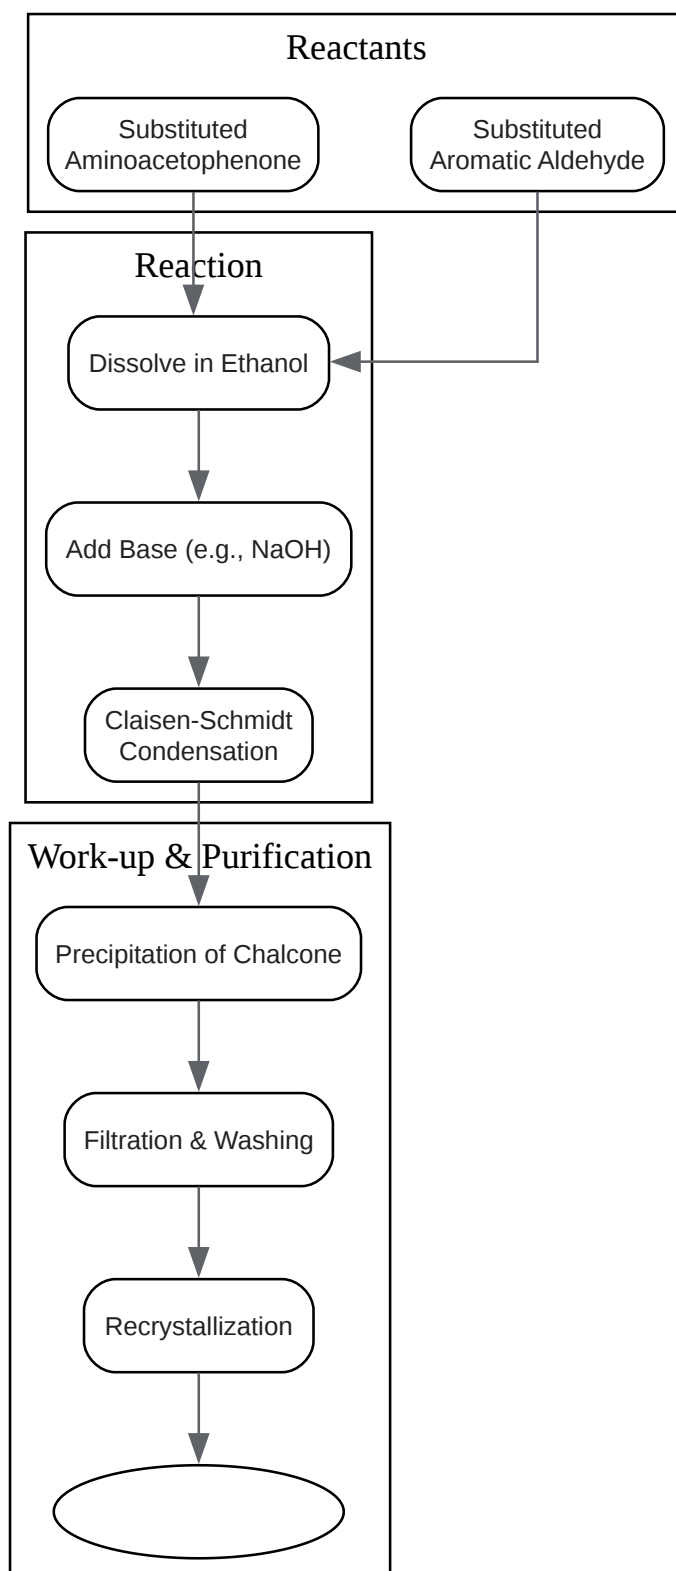 Reactants
Substituted
Aminoacetophenone
Substituted
Aromatic Aldehyde
Reaction
Dissolve in Ethanol
Add Base (e.g., NaOH)
Claisen-Schmidt
Condensation
Work-up & Purification
Precipitation of Chalcone
Filtration & Washing
Recrystallization